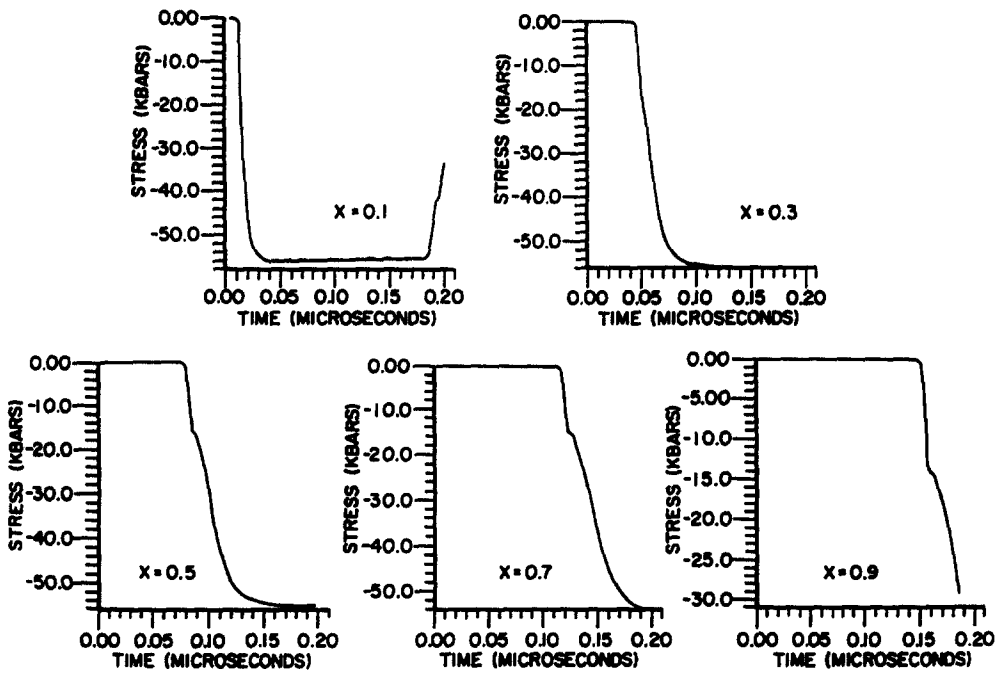 0.00
-10.0
-20.0
-30.0
-40.0
-50.0
STRESS (KBARS)
X = 0.1
0.00 0.05 0.10 0.15 0.20
TIME (MICROSECONDS)
0.00
-10.0
-20.0
-30.0
-40.0
-50.0
STRESS (KBARS)
X = 0.3
0.00 0.05 0.10 0.15 0.20
TIME (MICROSECONDS)
0.00
-10.0
-20.0
-30.0
-40.0
-50.0
STRESS (KBARS)
X = 0.5
0.00 0.05 0.10 0.15 0.20
TIME (MICROSECONDS)
0.00
-10.0
-20.0
-30.0
-40.0
-50.0
STRESS (KBARS)
X = 0.7
0.00 0.05 0.10 0.15 0.20
TIME (MICROSECONDS)
0.00
-5.00
-10.0
-15.0
-20.0
-25.0
-30.0
STRESS (KBARS)
X = 0.9
0.00 0.05 0.10 0.15 0.20
TIME (MICROSECONDS)